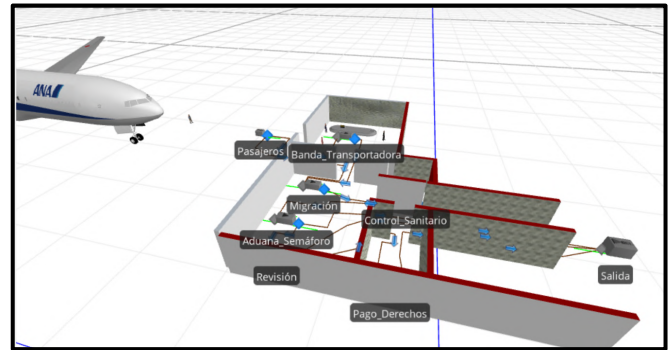 ANA
Pasajeros
Banda_Transportadora
Migración
Control_Sanitario
Aduana_Semáforo
Revisión
Salida
Pago_Derechos